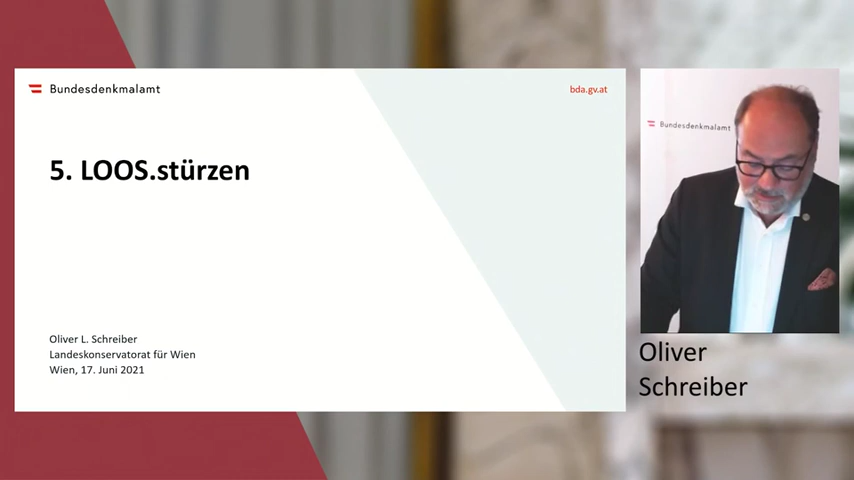 Bundesdenkmalamt
bda.gv.at
5. LOOS.stürzen
Oliver L. Schreiber
Landeskonservatorat für Wien
Wien, 17. Juni 2021
Bundesdenkmalamt
Oliver
Schreiber